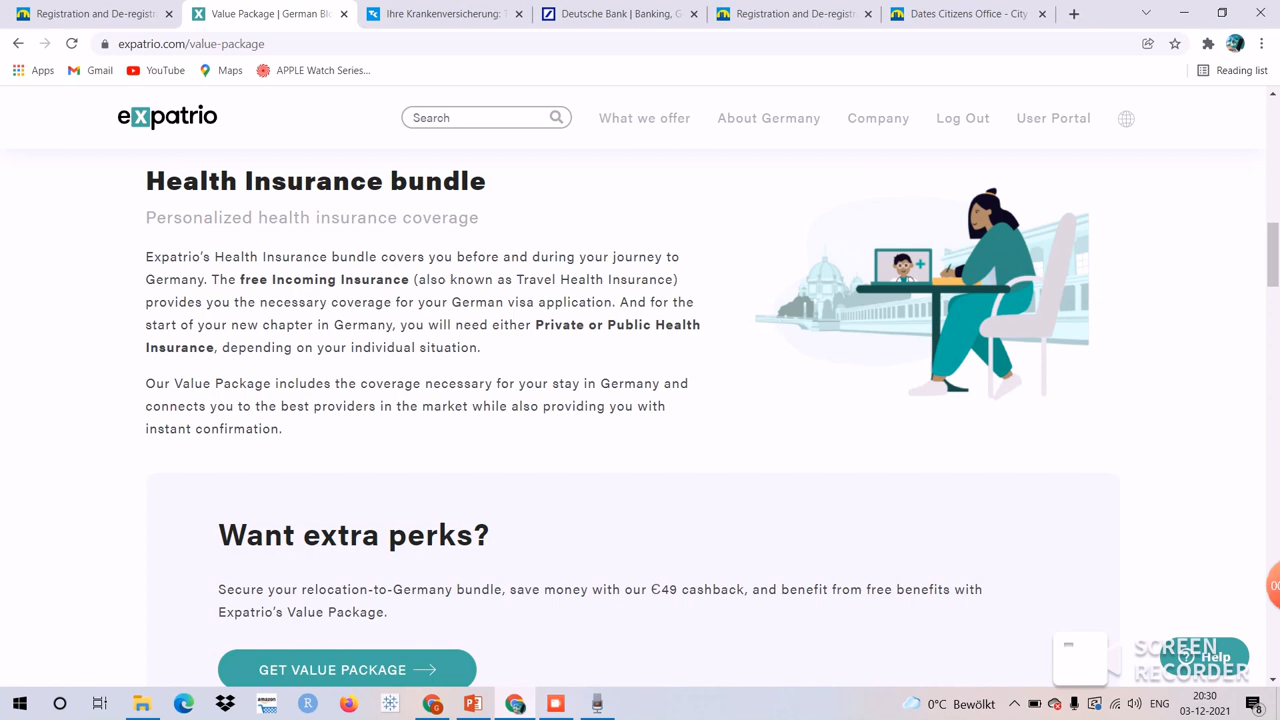 Registration and De-registra
Value Package | German Blo
Ihre Krankenversicherung: T
Deutsche Bank | Banking, G
Registration and De-registra
Dates Citizens Office - City
expatrio.com/value-package
Apps
Gmail
YouTube
Maps
APPLE Watch Series...
Reading list
expatrio
Search
What we offer
About Germany
Company
Log Out
User Portal
Health Insurance bundle
Personalized health insurance coverage
Expatrio's Health Insurance bundle covers you before and during your journey to
Germany. The free Incoming Insurance (also known as Travel Health Insurance)
provides you the necessary coverage for your German visa application. And for the
start of your new chapter in Germany, you will need either Private or Public Health
Insurance, depending on your individual situation.
Our Value Package includes the coverage necessary for your stay in Germany and
connects you to the best providers in the market while also providing you with
instant confirmation.
Want extra perks?
Secure your relocation-to-Germany bundle, save money with our €49 cashback, and benefit from free benefits with
Expatrio's Value Package.
GET VALUE PACKAGE
Help
SCREEN
RECORDER
amazon
0°C Bewölkt
ENG
20:30
03-12-2021
8